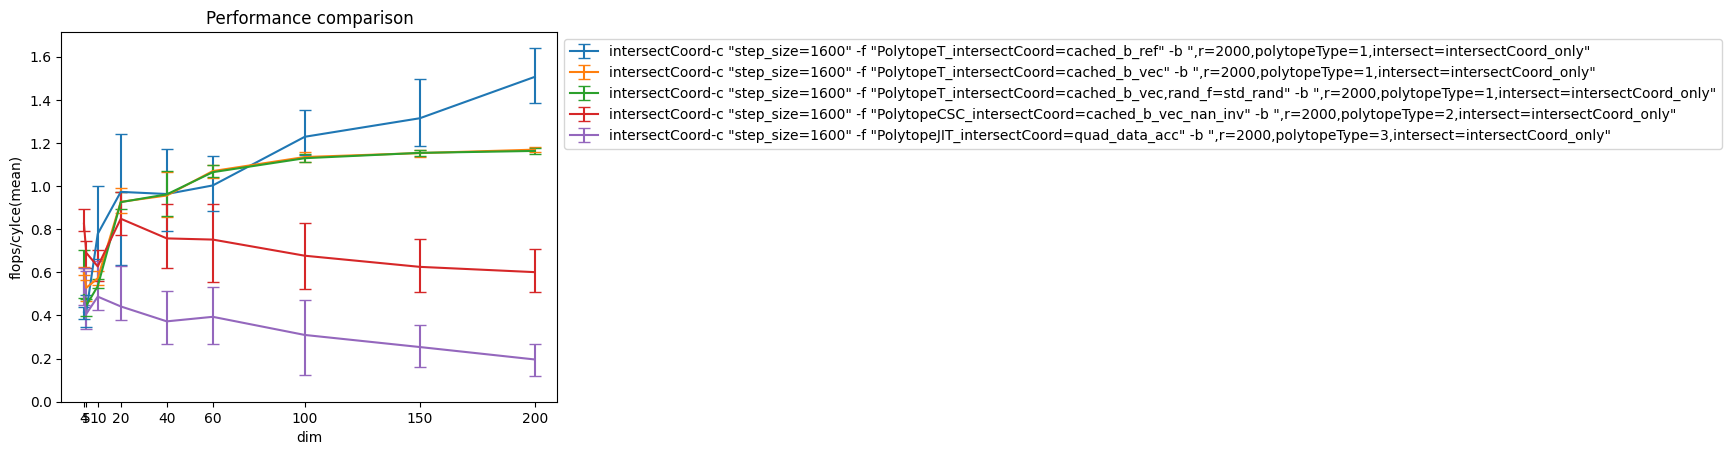 Performance comparison
intersectCoord-c "step_size=1600" -f "PolytopeT_intersectCoord=cached_b_ref" -b ",r=2000,polytopeType=1,intersect=intersectCoord_only"
intersectCoord-c "step_size=1600" -f "PolytopeT_intersectCoord=cached_b_vec" -b ",r=2000,polytopeType=1,intersect=intersectCoord_only"
intersectCoord-c "step_size=1600" -f "PolytopeT_intersectCoord=cached_b_vec,rand_f=std_rand" -b ",r=2000,polytopeType=1,intersect=intersectCoord_only"
intersectCoord-c "step_size=1600" -f "PolytopeCSC_intersectCoord=cached_b_vec_nan_inv" -b ",r=2000,polytopeType=2,intersect=intersectCoord_only"
intersectCoord-c "step_size=1600" -f "PolytopeJIT_intersectCoord=quad_data_acc" -b ",r=2000,polytopeType=3,intersect=intersectCoord_only"
flops/cylce(mean)
1.6
1.4
1.2
1.0
0.8
0.6
0.4
0.2
0.0
4 5 10 20 40 60 100 150 200
dim